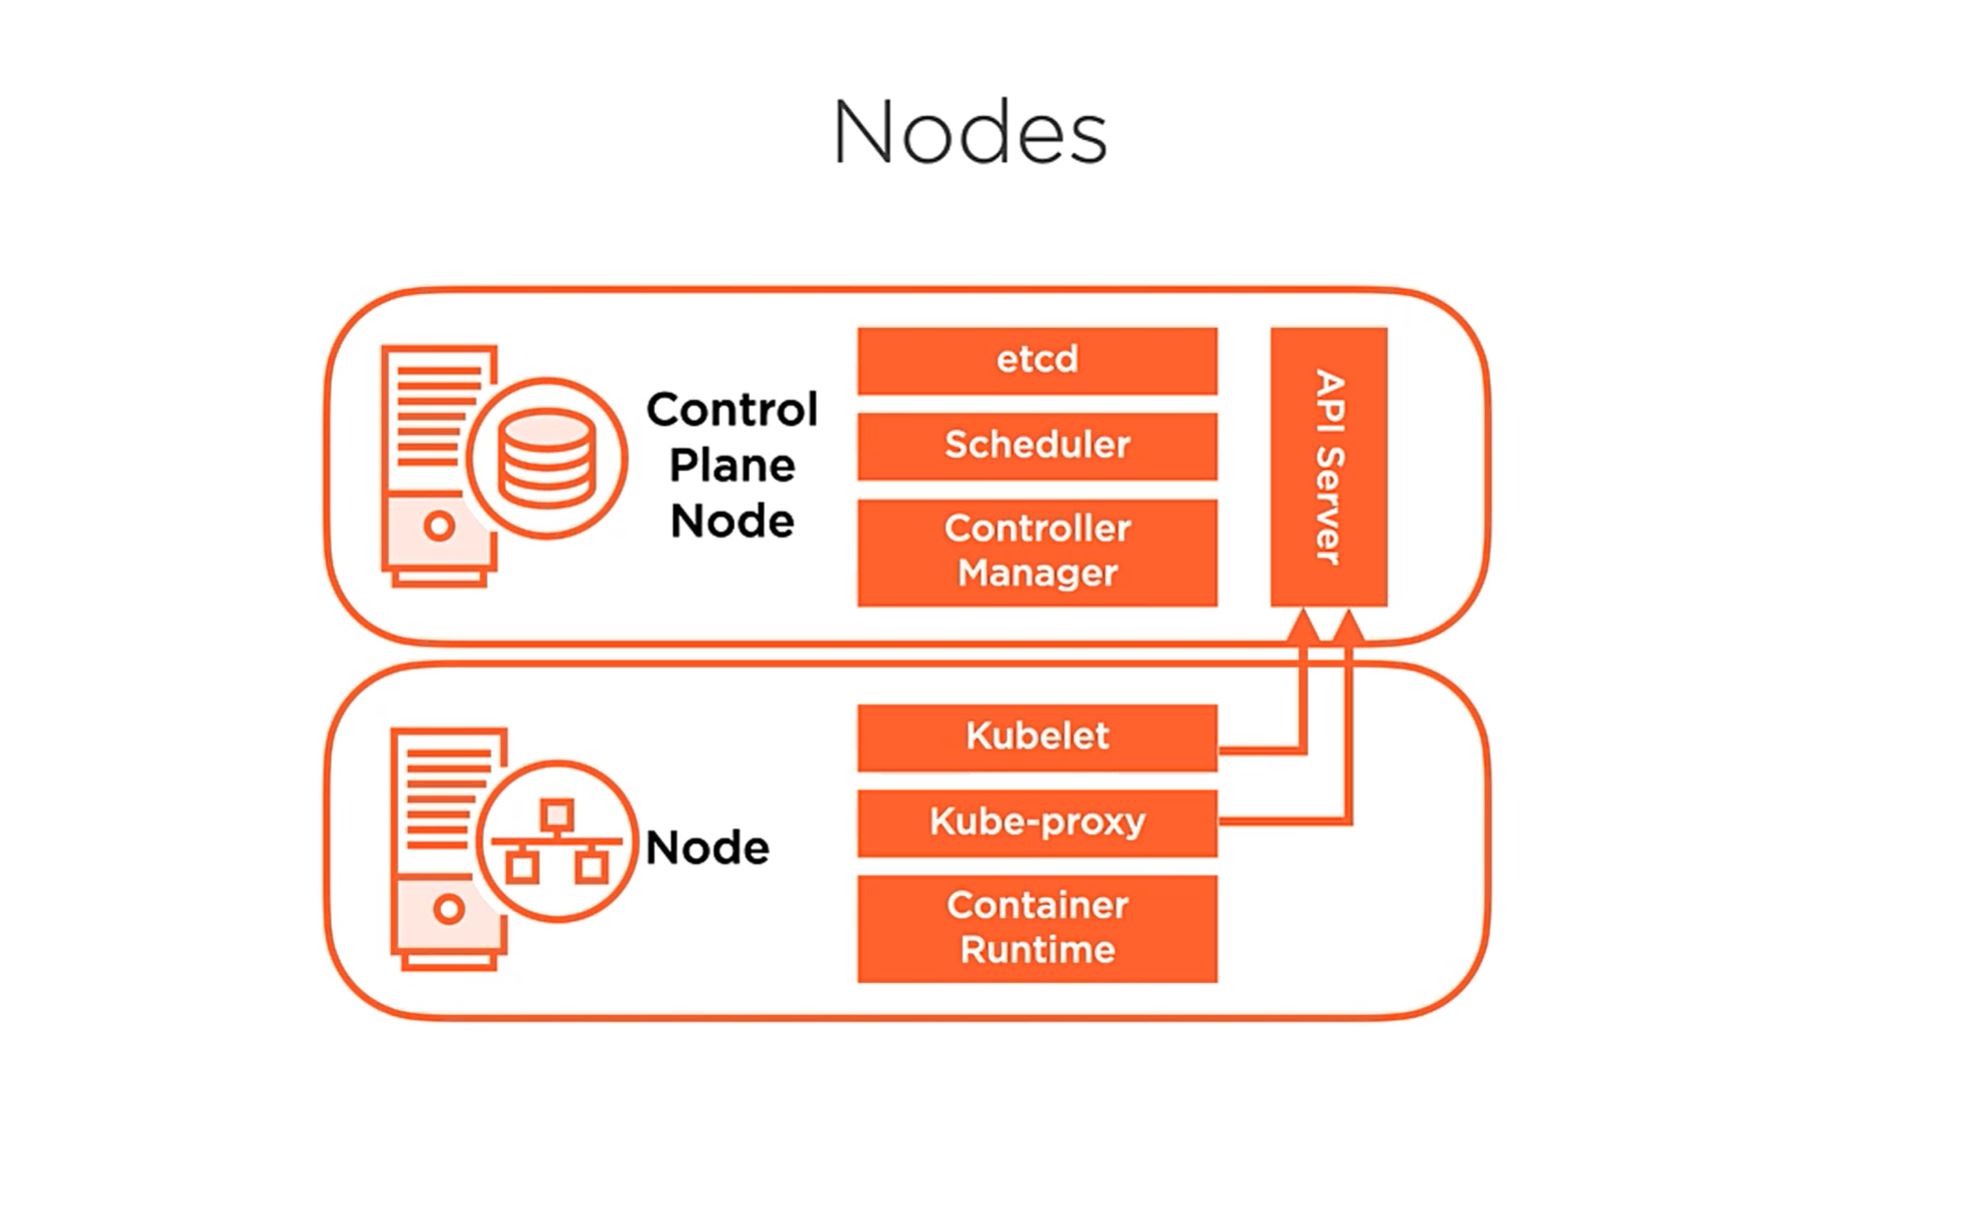 Nodes
Control
Plane
Node
etcd
Scheduler
Controller
Manager
API Server
Node
Kubelet
Kube-proxy
Container
Runtime